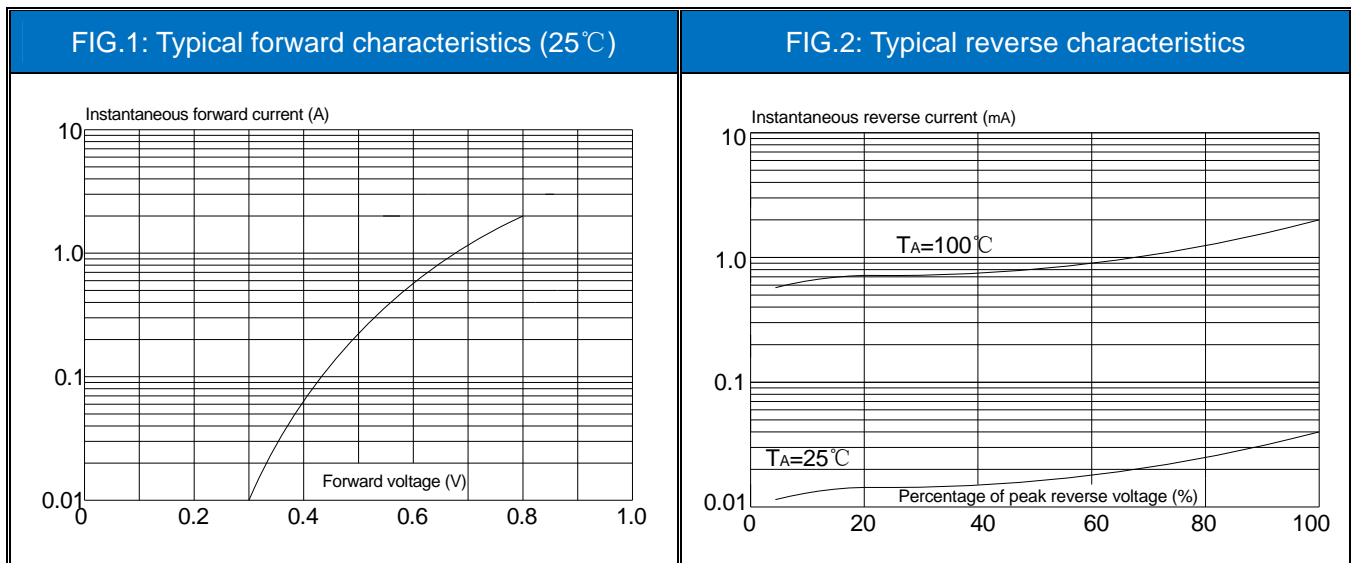 FIG.1: Typical forward characteristics (25℃)
Instantaneous forward current (A)
10
1.0
0.1
0.01
Forward voltage (V)
0 0.2 0.4 0.6 0.8 1.0
FIG.2: Typical reverse characteristics
Instantaneous reverse current (mA)
10
TA=100℃
1.0
0.1
TA=25℃
0.01
Percentage of peak reverse voltage (%)
0 20 40 60 80 100